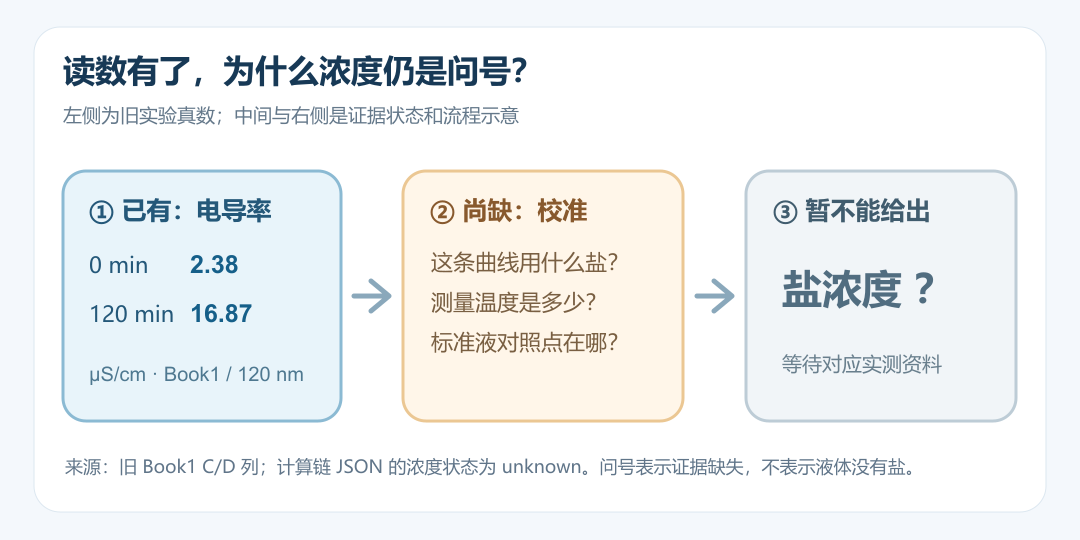 读数有了，为什么浓度仍是问号？
左侧为旧实验真数；中间与右侧是证据状态和流程示意
① 已有：电导率
0 min 2.38
120 min 16.87
μS/cm · Book1 / 120 nm
② 尚缺：校准
这条曲线用什么盐？
测量温度是多少？
标准液对照点在哪？
③ 暂不能给出
盐浓度？
等待对应实测资料
来源：旧 Book1 C/D 列；计算链 JSON 的浓度状态为 unknown。问号表示证据缺失，不表示液体没有盐。